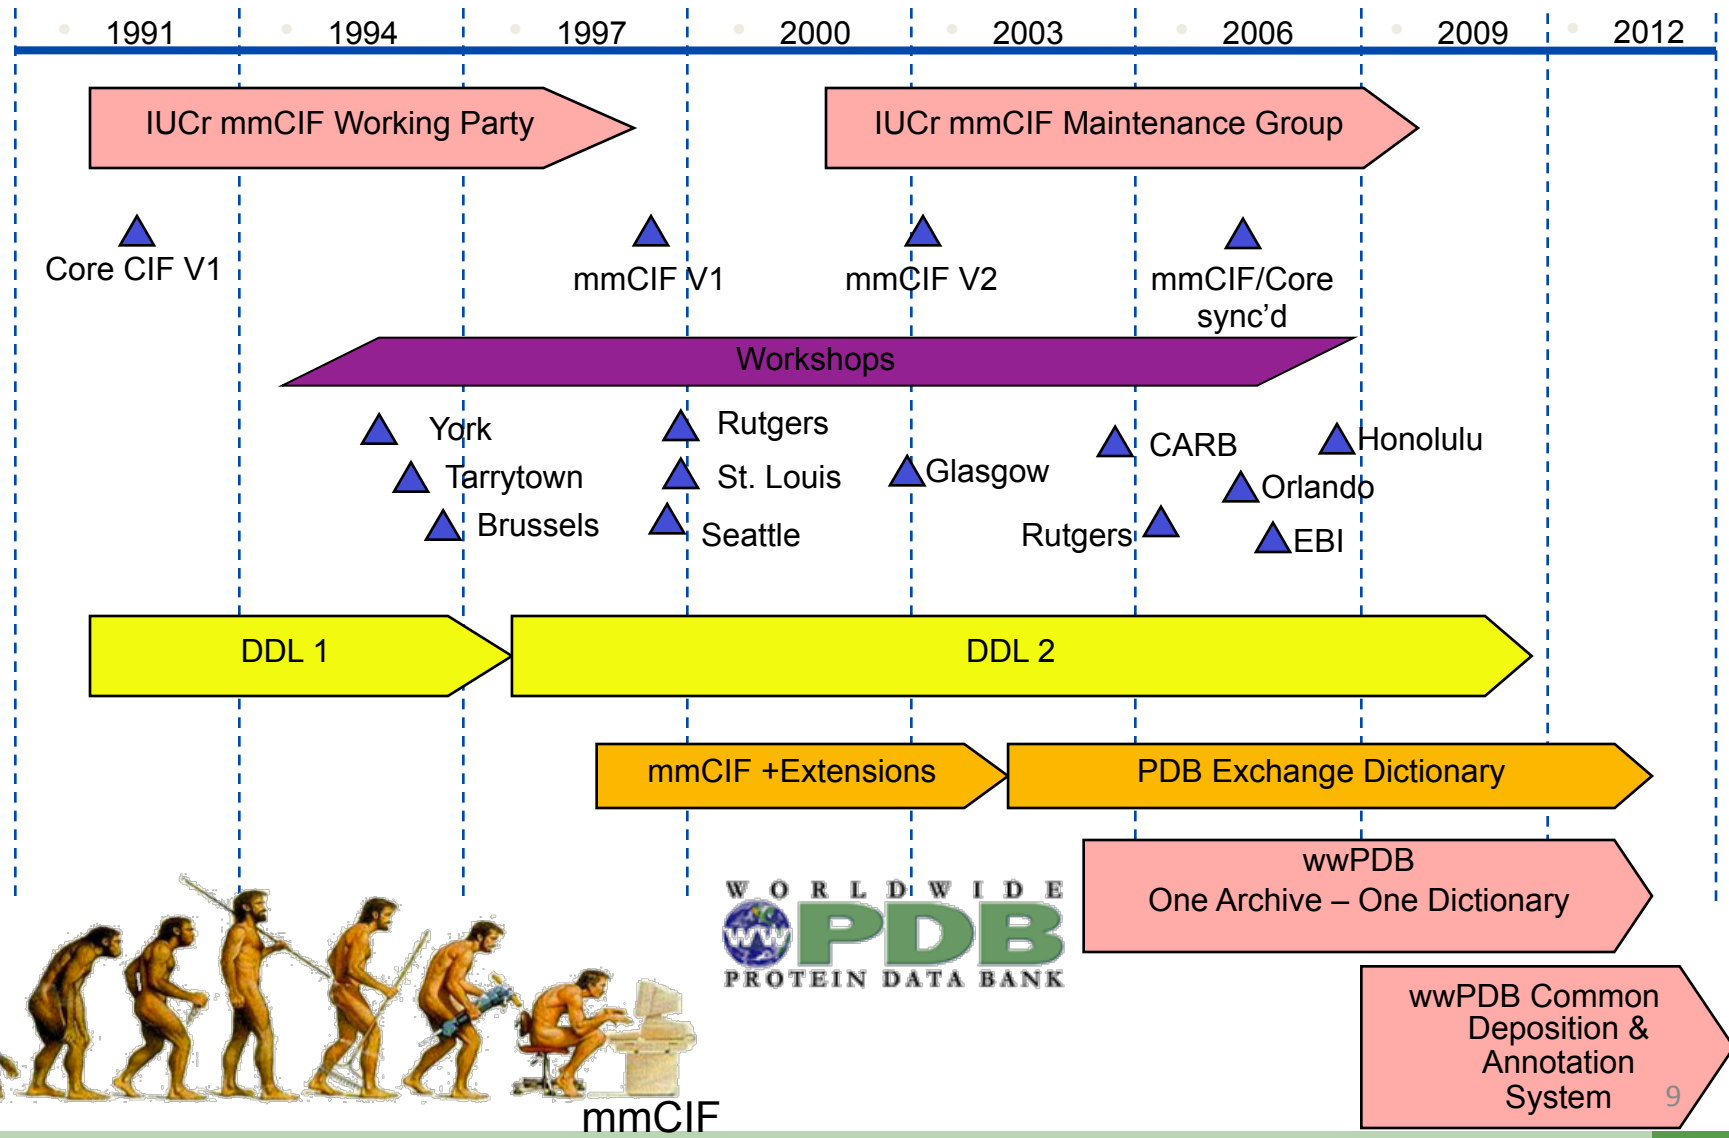 1991 1994 1997 2000 2003 2006 2009 2012
IUCr mmCIF Working Party
IUCr mmCIF Maintenance Group
Core CIF V1
mmCIF V1
mmCIF V2
mmCIF/Core
sync’d
Workshops
York
Tarrytown
Brussels
Rutgers
St. Louis
Seattle
Glasgow
CARB
Rutgers
Honolulu
Orlando
EBI
DDL 1
DDL 2
mmCIF +Extensions
PDB Exchange Dictionary
wwPDB
One Archive – One Dictionary
WORLDWIDE
ww PDB
PROTEIN DATA BANK
wwPDB Common
Deposition &
Annotation
System
9
mmCIF